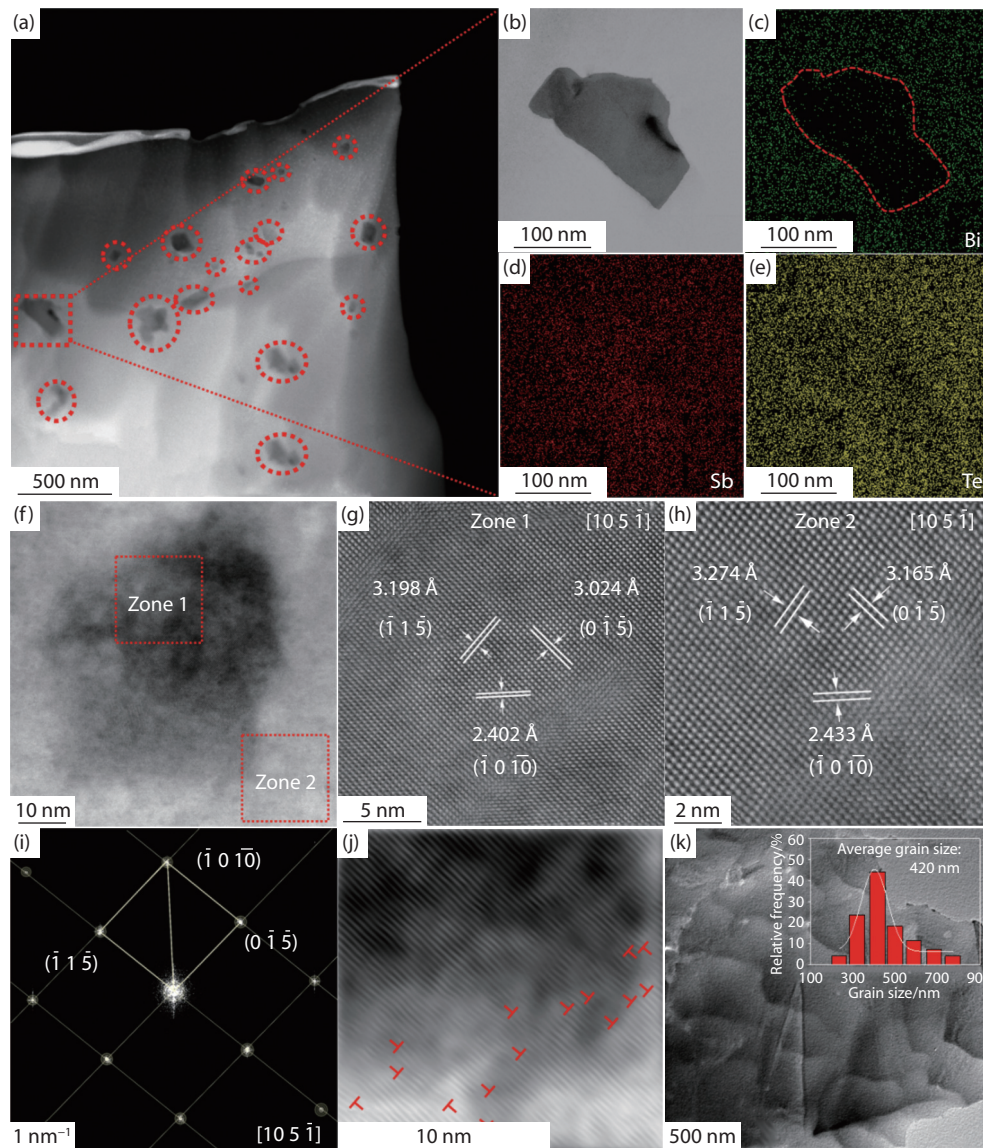 (a)
500 nm
(b)
100 nm
(c)
100 nm
Bi
(d)
100 nm
Sb
(e)
100 nm
Te
(f)
Zone 1
Zone 2
10 nm
(g)
Zone 1
[10 5 1̄]
3.198 Å
(1̄ 1 5̄)
3.024 Å
(0 1̄ 5̄)
2.402 Å
(1̄ 0 1̄0̄)
5 nm
(h)
Zone 2
[10 5 1̄]
3.274 Å
(1̄ 1 5̄)
3.165 Å
(0 1̄ 5̄)
2.433 Å
(1̄ 0 1̄0̄)
2 nm
(i)
(1̄ 0 1̄0̄)
(1̄ 1 5̄)
(0 1̄ 5̄)
1 nm⁻¹
[10 5 1̄]
(j)
10 nm
(k)
Relative frequency/%
60
50
40
30
20
10
0
Average grain size:
420 nm
100 300 500 700 90
Grain size/nm
500 nm